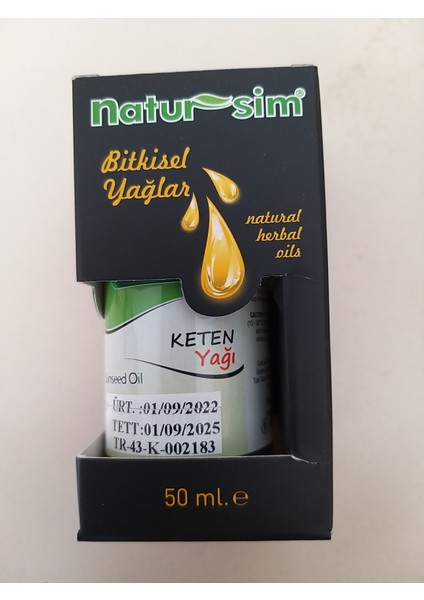 natursim®
Bitkisel
Yağlar
natural
herbal
oils
KETEN
Yağı
seed Oil
ÜRT. :01/09/2022
TETT:01/09/2025
TR-43-K-002183
50 ml. ℮